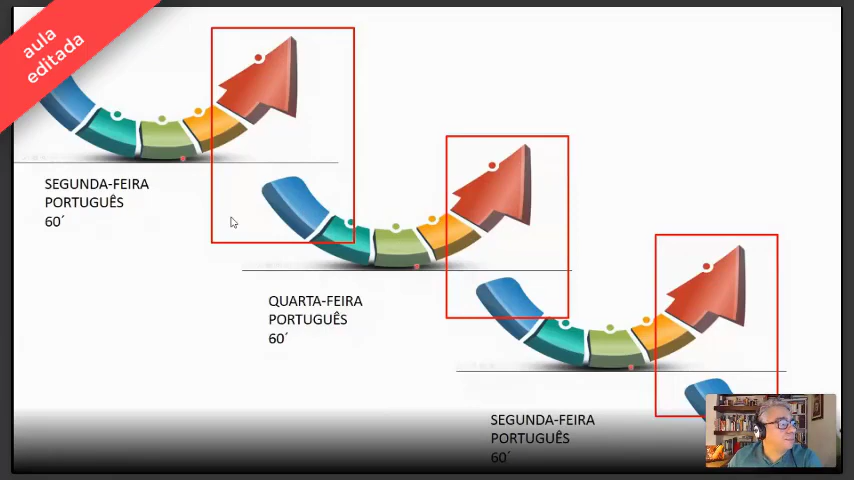 aula
editada
SEGUNDA-FEIRA
PORTUGUÊS
60´
QUARTA-FEIRA
PORTUGUÊS
60´
SEGUNDA-FEIRA
PORTUGUÊS
60´